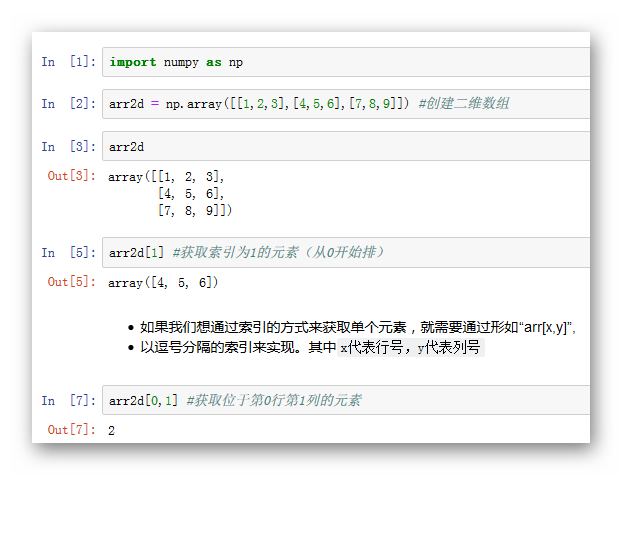 In [1]: import numpy as np
In [2]: arr2d = np.array([[1,2,3],[4,5,6],[7,8,9]]) #创建二维数组
In [3]: arr2d
Out[3]: array([[1, 2, 3],
[4, 5, 6],
[7, 8, 9]])
In [5]: arr2d[1] #获取索引为1的元素（从0开始排）
Out[5]: array([4, 5, 6])
• 如果我们想通过索引的方式来获取单个元素，就需要通过形如“arr[x,y]”,
• 以逗号分隔的索引来实现。其中 x代表行号，y代表列号
In [7]: arr2d[0,1] #获取位于第0行第1列的元素
Out[7]: 2